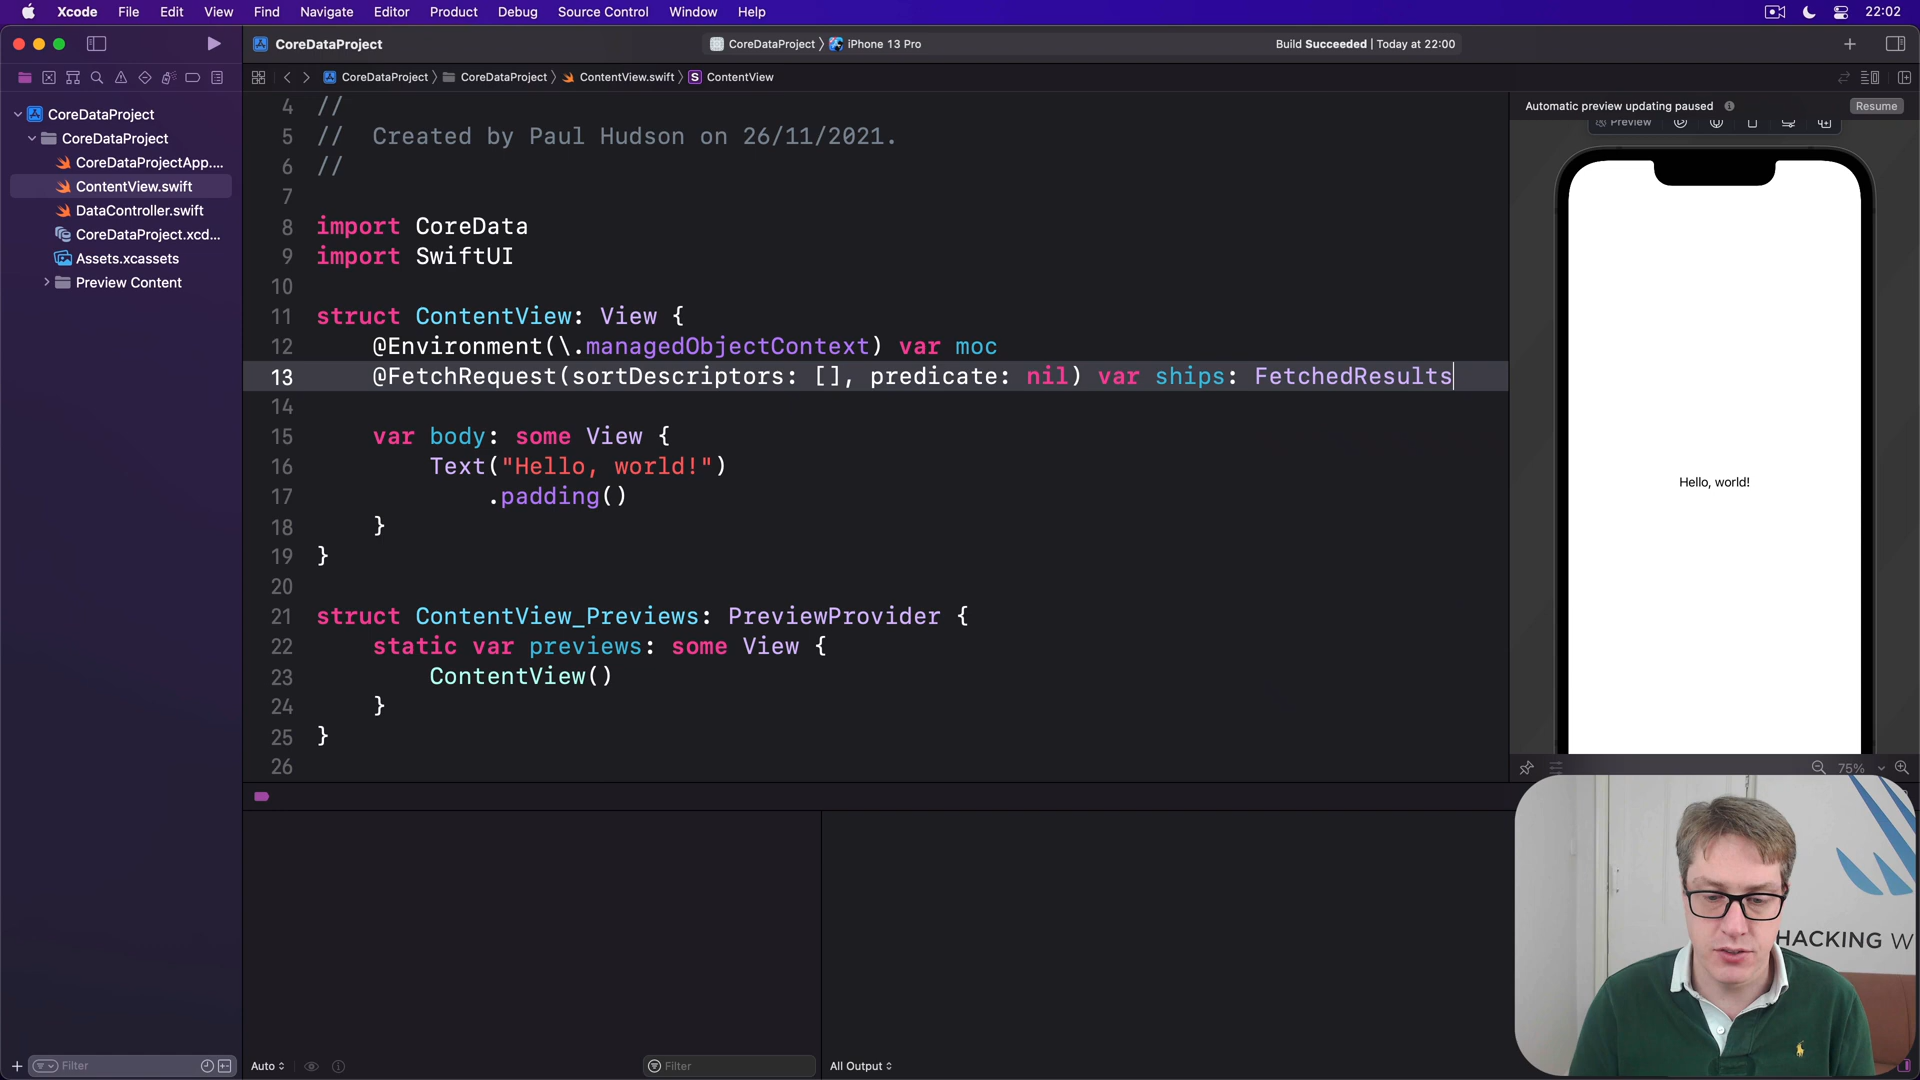 Xcode File Edit View Find Navigate Editor Product Debug Source Control Window Help 22:02
CoreDataProject
CoreDataProject 〉 iPhone 13 Pro
Build Succeeded | Today at 22:00
CoreDataProject 〉 CoreDataProject 〉 ContentView.swift 〉 S ContentView
CoreDataProject
CoreDataProject
CoreDataProjectApp....
ContentView.swift
DataController.swift
CoreDataProject.xcd...
Assets.xcassets
Preview Content
4 //
5 // Created by Paul Hudson on 26/11/2021.
6 //
7
8 import CoreData
9 import SwiftUI
10
11 struct ContentView: View {
12 @Environment(\.managedObjectContext) var moc
13 @FetchRequest(sortDescriptors: [], predicate: nil) var ships: FetchedResults
14
15 var body: some View {
16 Text("Hello, world!")
17 .padding()
18 }
19 }
20
21 struct ContentView_Previews: PreviewProvider {
22 static var previews: some View {
23 ContentView()
24 }
25 }
26
Automatic preview updating paused
Resume
Preview
Hello, world!
75%
HACKING W
Filter
Auto
Filter
All Output